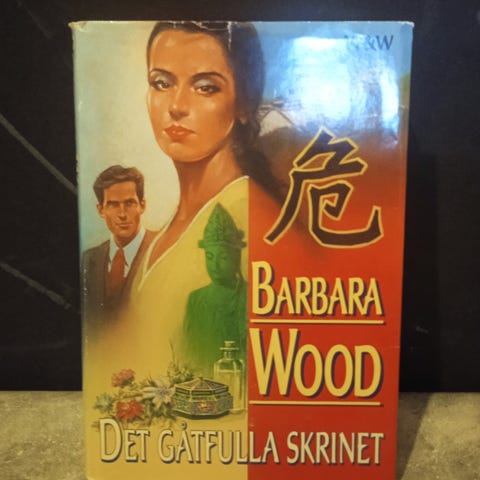 W&W
危
BARBARA
WOOD
DET GÅTFULLA SKRINET